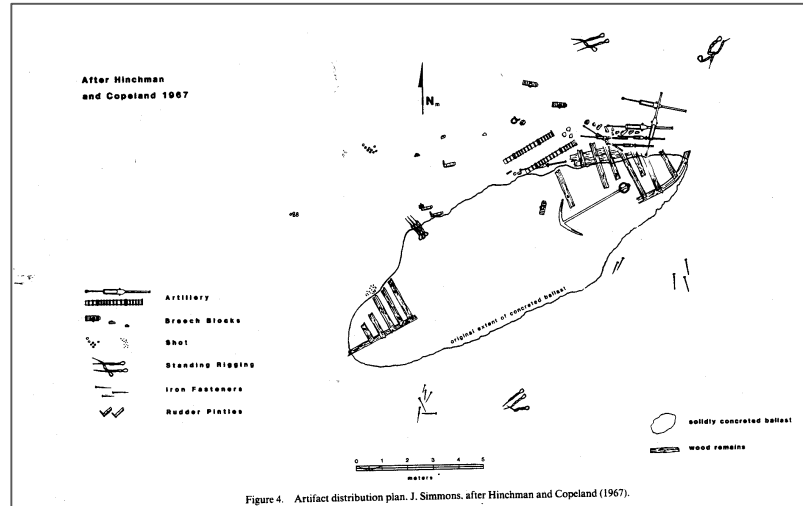 After Hinchman
and Copeland 1967
Nm
original extent of concreted ballast
Artillery
Breech Blocks
Shot
Standing Rigging
Iron Fasteners
Rudder Pintles
solidly concreted ballast
wood remains
0 1 2 3 4 5
meters
Figure 4. Artifact distribution plan. J. Simmons, after Hinchman and Copeland (1967).